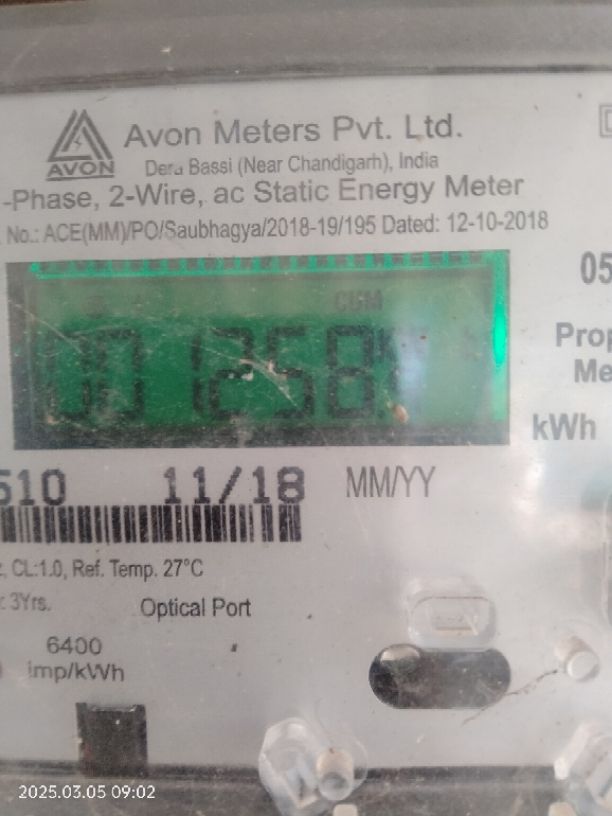 Avon Meters Pvt. Ltd.
AVON
Dera Bassi (Near Chandigarh), India
-Phase, 2-Wire, ac Static Energy Meter
No.: ACE(MM)/PO/Saubhagya/2018-19/195 Dated: 12-10-2018
CUM
001258
05
Prop
Me
kWh
510 11/18 MM/YY
, CL:1.0, Ref. Temp. 27°C
: 3Yrs. Optical Port
6400
imp/kWh
2025.03.05 09:02